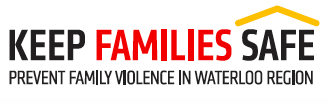 KEEP FAMILIES SAFE
PREVENT FAMILY VIOLENCE IN WATERLOO REGION